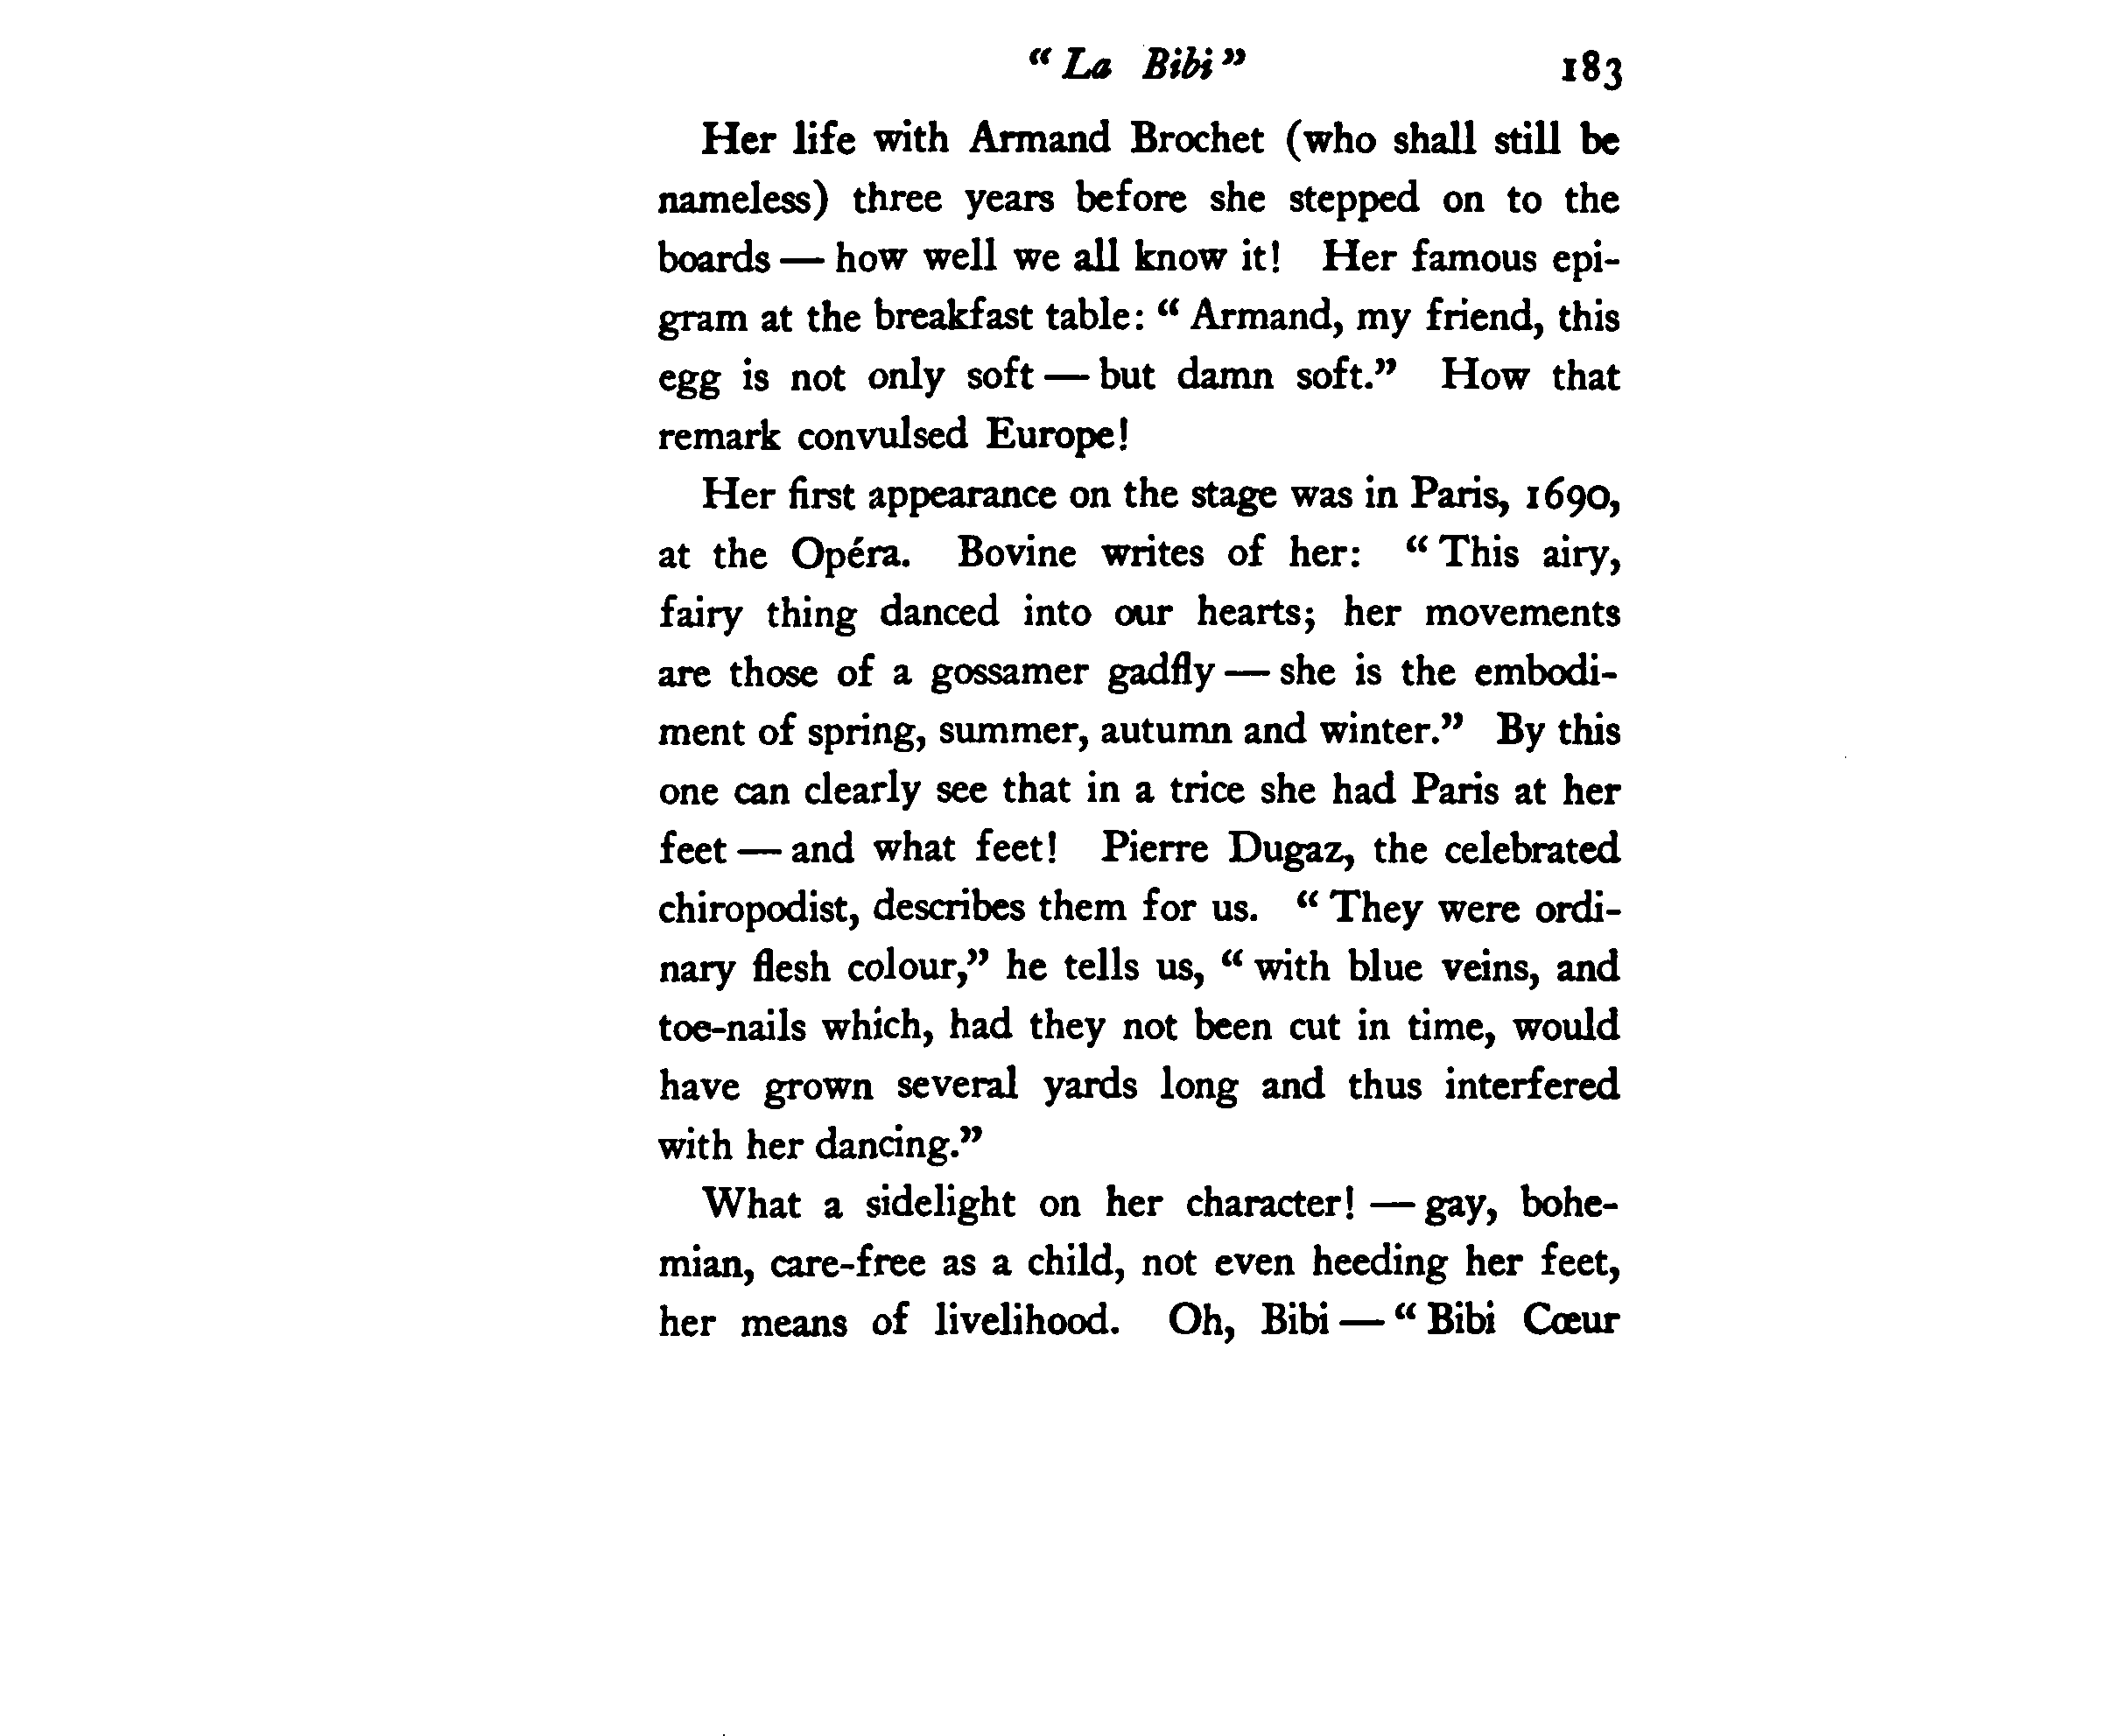 “La Bibi” 183
Her life with Armand Brochet (who shall still be
nameless) three years before she stepped on to the
boards — how well we all know it! Her famous epi-
gram at the breakfast table: “Armand, my friend, this
egg is not only soft — but damn soft.” How that
remark convulsed Europe!
Her first appearance on the stage was in Paris, 1690,
at the Opéra. Bovine writes of her: “This airy,
fairy thing danced into our hearts; her movements
are those of a gossamer gadfly — she is the embodi-
ment of spring, summer, autumn and winter.” By this
one can clearly see that in a trice she had Paris at her
feet — and what feet! Pierre Dugaz, the celebrated
chiropodist, describes them for us. “They were ordi-
nary flesh colour,” he tells us, “with blue veins, and
toe-nails which, had they not been cut in time, would
have grown several yards long and thus interfered
with her dancing.”
What a sidelight on her character! — gay, bohe-
mian, care-free as a child, not even heeding her feet,
her means of livelihood. Oh, Bibi — “Bibi Cœur